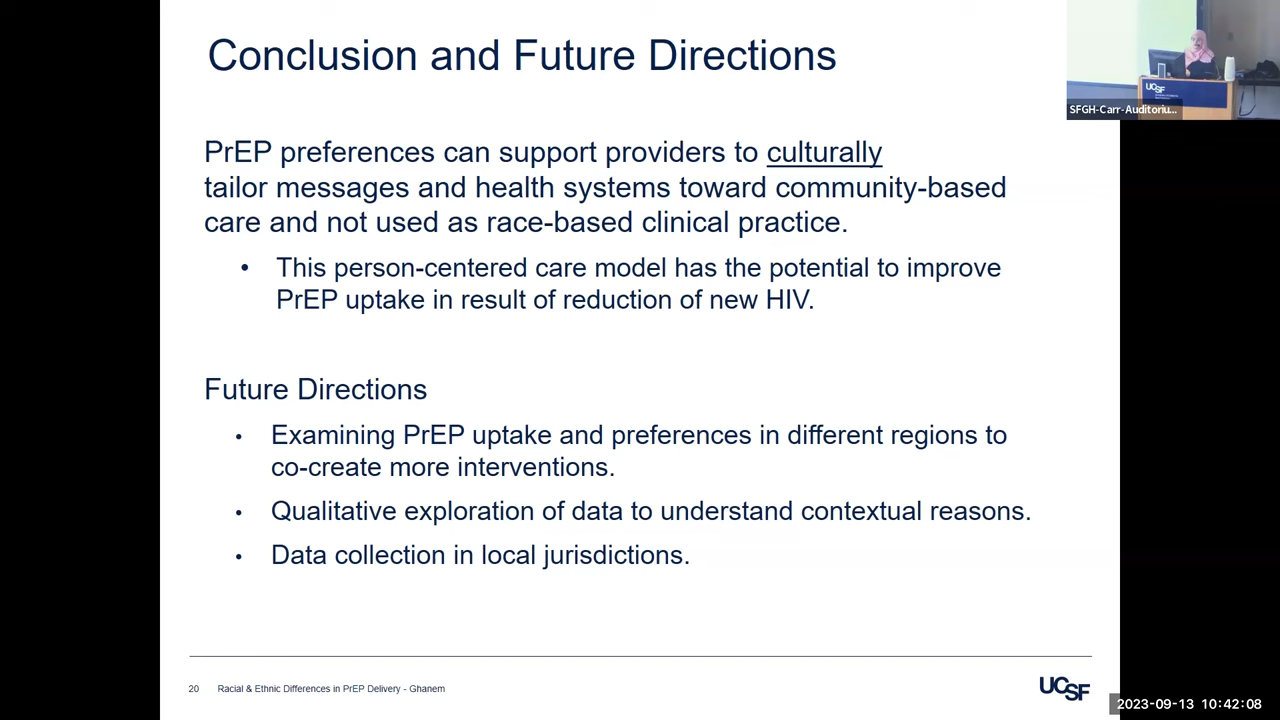 Conclusion and Future Directions
UCSF
SFGH-Carr-Auditoriu...
PrEP preferences can support providers to culturally
tailor messages and health systems toward community-based
care and not used as race-based clinical practice.
• This person-centered care model has the potential to improve
PrEP uptake in result of reduction of new HIV.
Future Directions
• Examining PrEP uptake and preferences in different regions to
co-create more interventions.
• Qualitative exploration of data to understand contextual reasons.
• Data collection in local jurisdictions.
20 Racial & Ethnic Differences in PrEP Delivery - Ghanem
UCSF
2023-09-13 10:42:08